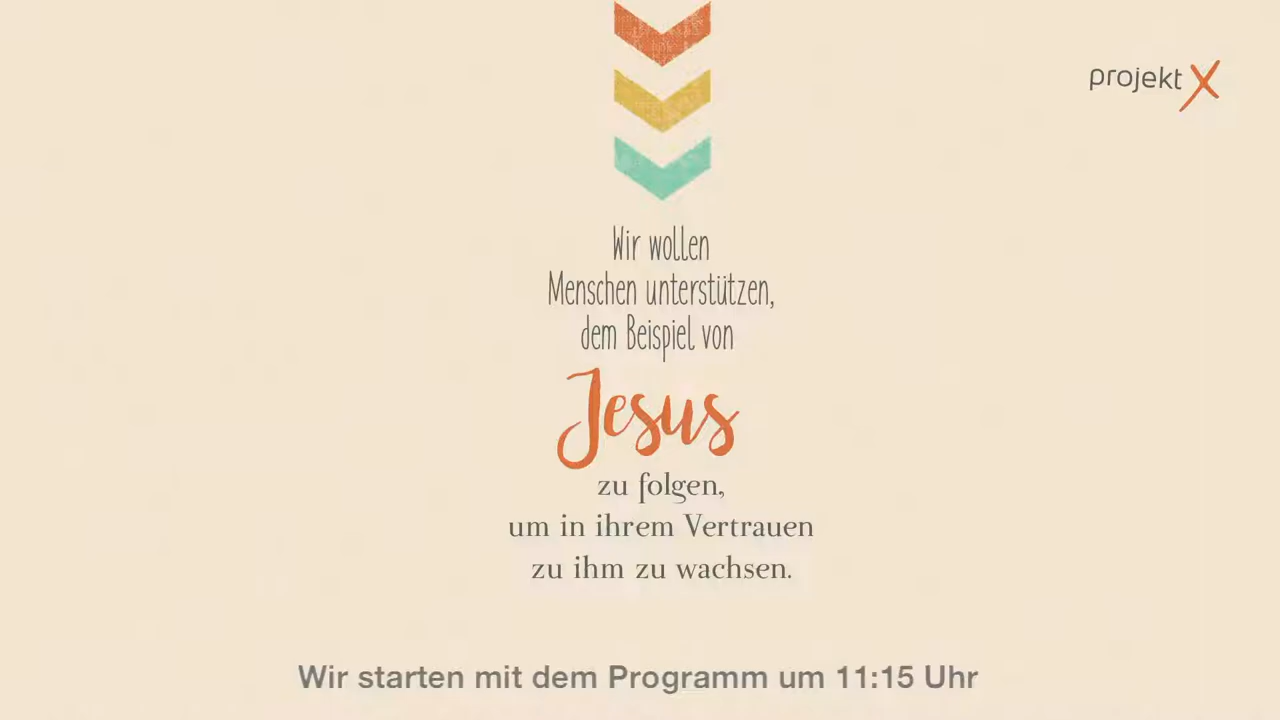 projekt X
Wir wollen
Menschen unterstützen,
dem Beispiel von
Jesus
zu folgen,
um in ihrem Vertrauen
zu ihm zu wachsen.
Wir starten mit dem Programm um 11:15 Uhr